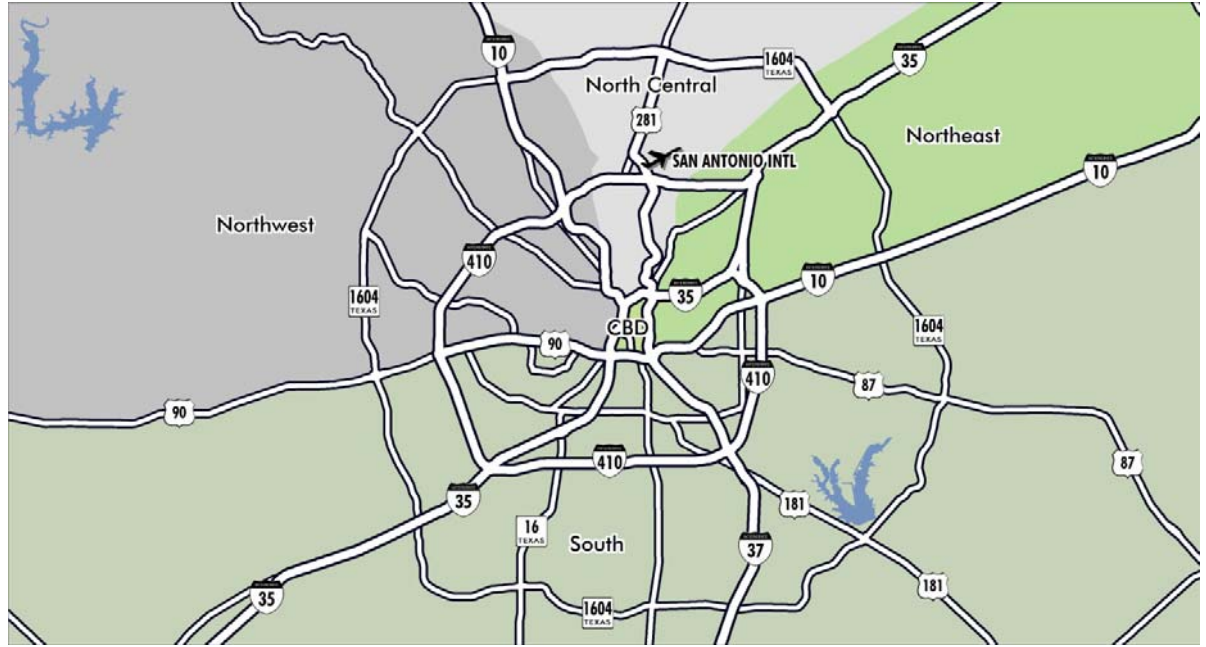 10
35
1604
TEXAS
North Central
281
Northeast
SAN ANTONIO INTL
10
Northwest
410
10
1604
TEXAS
35
CBD
1604
TEXAS
90
410
87
90
410
87
35
181
16
TEXAS
South
37
181
35
1604
TEXAS